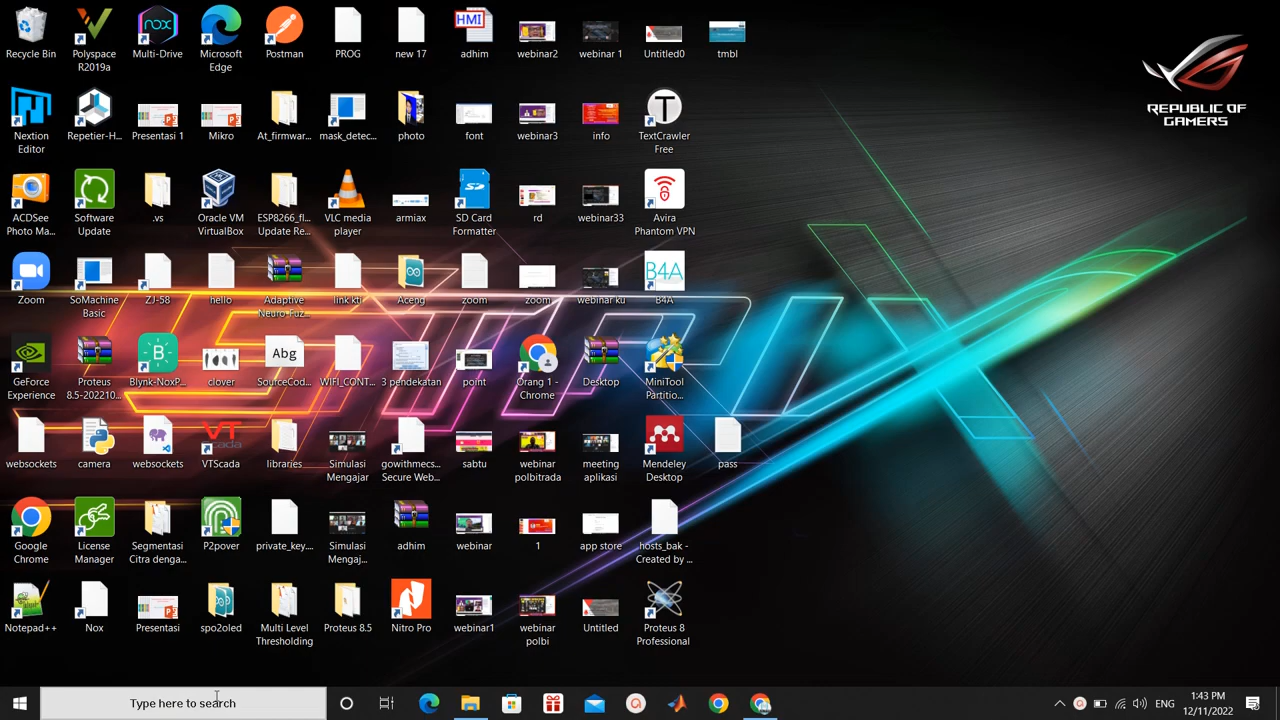 Recycle Bin
Polyspace
R2019a
Multi-Drive
Microsoft
Edge
Postman
PROG
new 17
HMI
adhim
webinar2
webinar 1
Untitled0
tmbl
REPUBLIC OF
GAMERS
Nextion
Editor
Repetier-H...
Presentasi 1
Mikro
At_firmwar...
mask_detec...
photo
font
webinar3
info
T
TextCrawler
Free
ACDSee
Photo Ma...
Software
Update
.vs
Oracle VM
VirtualBox
ESP8266_fl...
Update Re...
VLC media
player
armiax
SD
SD Card
Formatter
rd
webinar33
Avira
Phantom VPN
Zoom
SoMachine
Basic
ZJ-58
hello
Adaptive
Neuro-Fuz...
link kti
Aceng
zoom
zoom
webinar ku
B4A
B4A
GeForce
Experience
Proteus
8.5-202210...
B
Blynk-NoxP...
clover
Abg
SourceCod...
WIFI_CONT...
3 pendekatan
point
Orang 1 -
Chrome
Desktop
MiniTool
Partitio...
websockets
camera
websockets
VTScada
VTScada
libraries
Simulasi
Mengajar
gowithmecs...
Secure Web...
sabtu
webinar
polbitrada
meeting
aplikasi
Mendeley
Desktop
pass
Google
Chrome
License
Manager
Segmentasi
Citra denga...
P2pover
private_key....
Simulasi
Mengaj...
adhim
webinar
1
app store
hosts_bak -
Created by ...
Notepad++
Nox
Presentasi
spo2oled
Multi Level
Thresholding
Proteus 8.5
Nitro Pro
webinar1
webinar
polbi
Untitled
Proteus 8
Professional
Type here to search
ENG
1:43 PM
12/11/2022